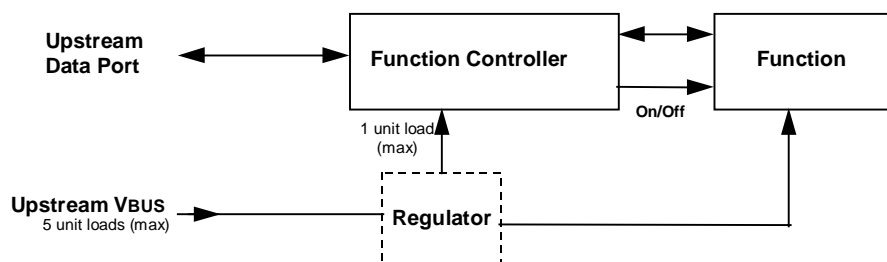 Upstream
Data Port
Function Controller
Function
On/Off
1 unit load
(max)
Upstream VBUS
5 unit loads (max)
Regulator